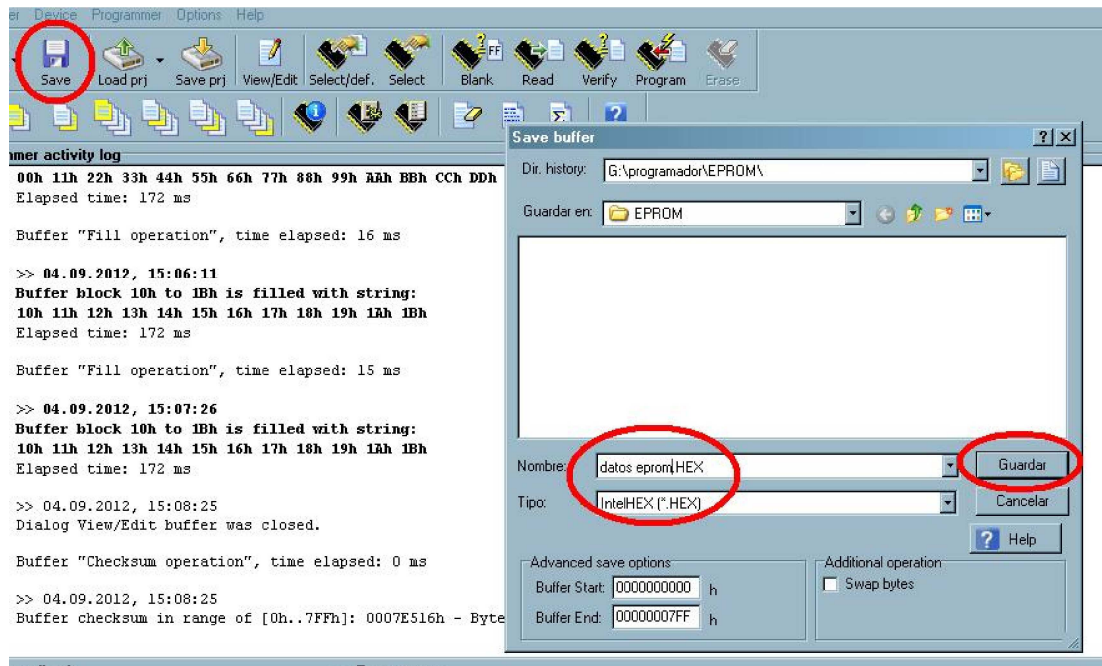 er Device Programmer Options Help
Save Load prj Save prj View/Edit Select/def. Select Blank Read Verify Program Erase
FF
mmer activity log
00h 11h 22h 33h 44h 55h 66h 77h 88h 99h AAh BBh CCh DDh
Elapsed time: 172 ms
Buffer "Fill operation", time elapsed: 16 ms
>> 04.09.2012, 15:06:11
Buffer block 10h to 1Bh is filled with string:
10h 11h 12h 13h 14h 15h 16h 17h 18h 19h 1Ah 1Bh
Elapsed time: 172 ms
Buffer "Fill operation", time elapsed: 15 ms
>> 04.09.2012, 15:07:26
Buffer block 10h to 1Bh is filled with string:
10h 11h 12h 13h 14h 15h 16h 17h 18h 19h 1Ah 1Bh
Elapsed time: 172 ms
>> 04.09.2012, 15:08:25
Dialog View/Edit buffer was closed.
Buffer "Checksum operation", time elapsed: 0 ms
>> 04.09.2012, 15:08:25
Buffer checksum in range of [0h..7FFh]: 0007E516h - Byte
Save buffer
Dir. history: G:\programador\EPROM\
Guardar en: EPROM
Nombre: datos eprom.HEX Guardar
Tipo: IntelHEX (*.HEX) Cancelar
Help
Advanced save options Additional operation
Buffer Start: 0000000000 h Swap bytes
Buffer End: 00000007FF h